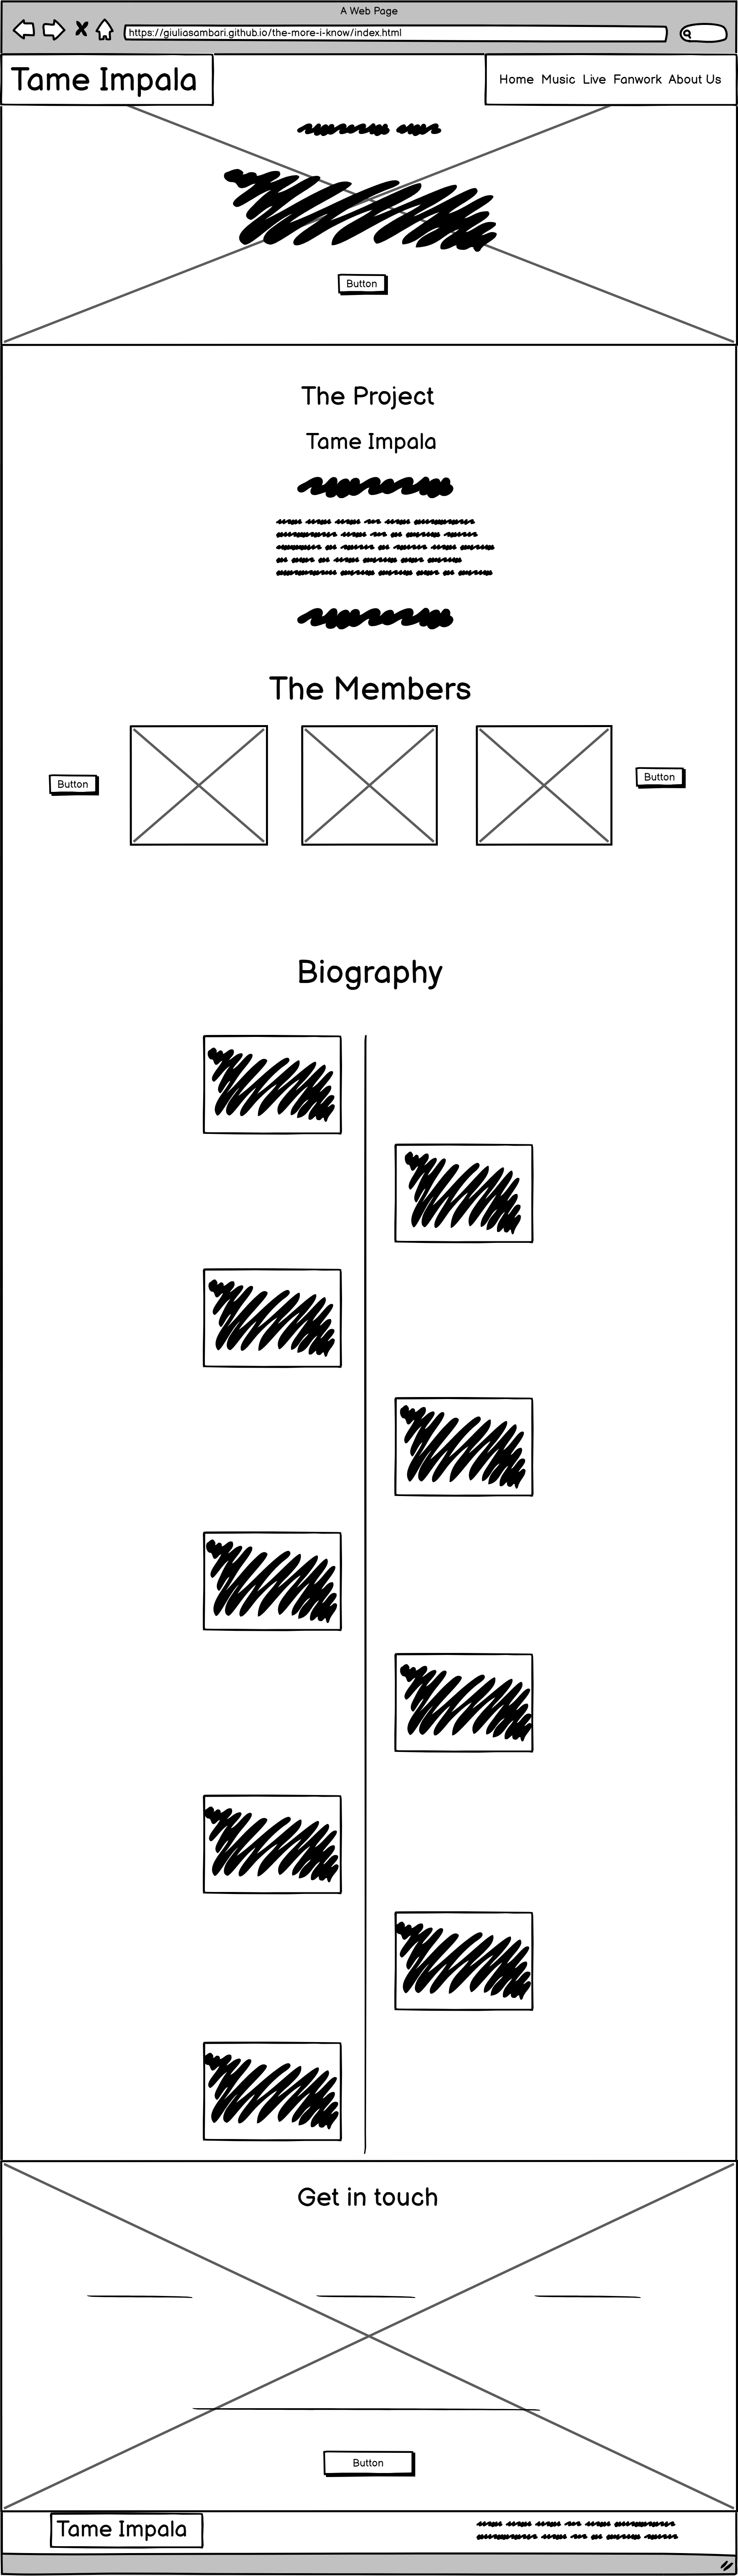 A Web Page
https://giuliasambari.github.io/the-more-i-know/index.html
Tame Impala
Home Music Live Fanwork About Us
Button
The Project
Tame Impala
The Members
Button
Button
Biography
Get in touch
Button
Tame Impala